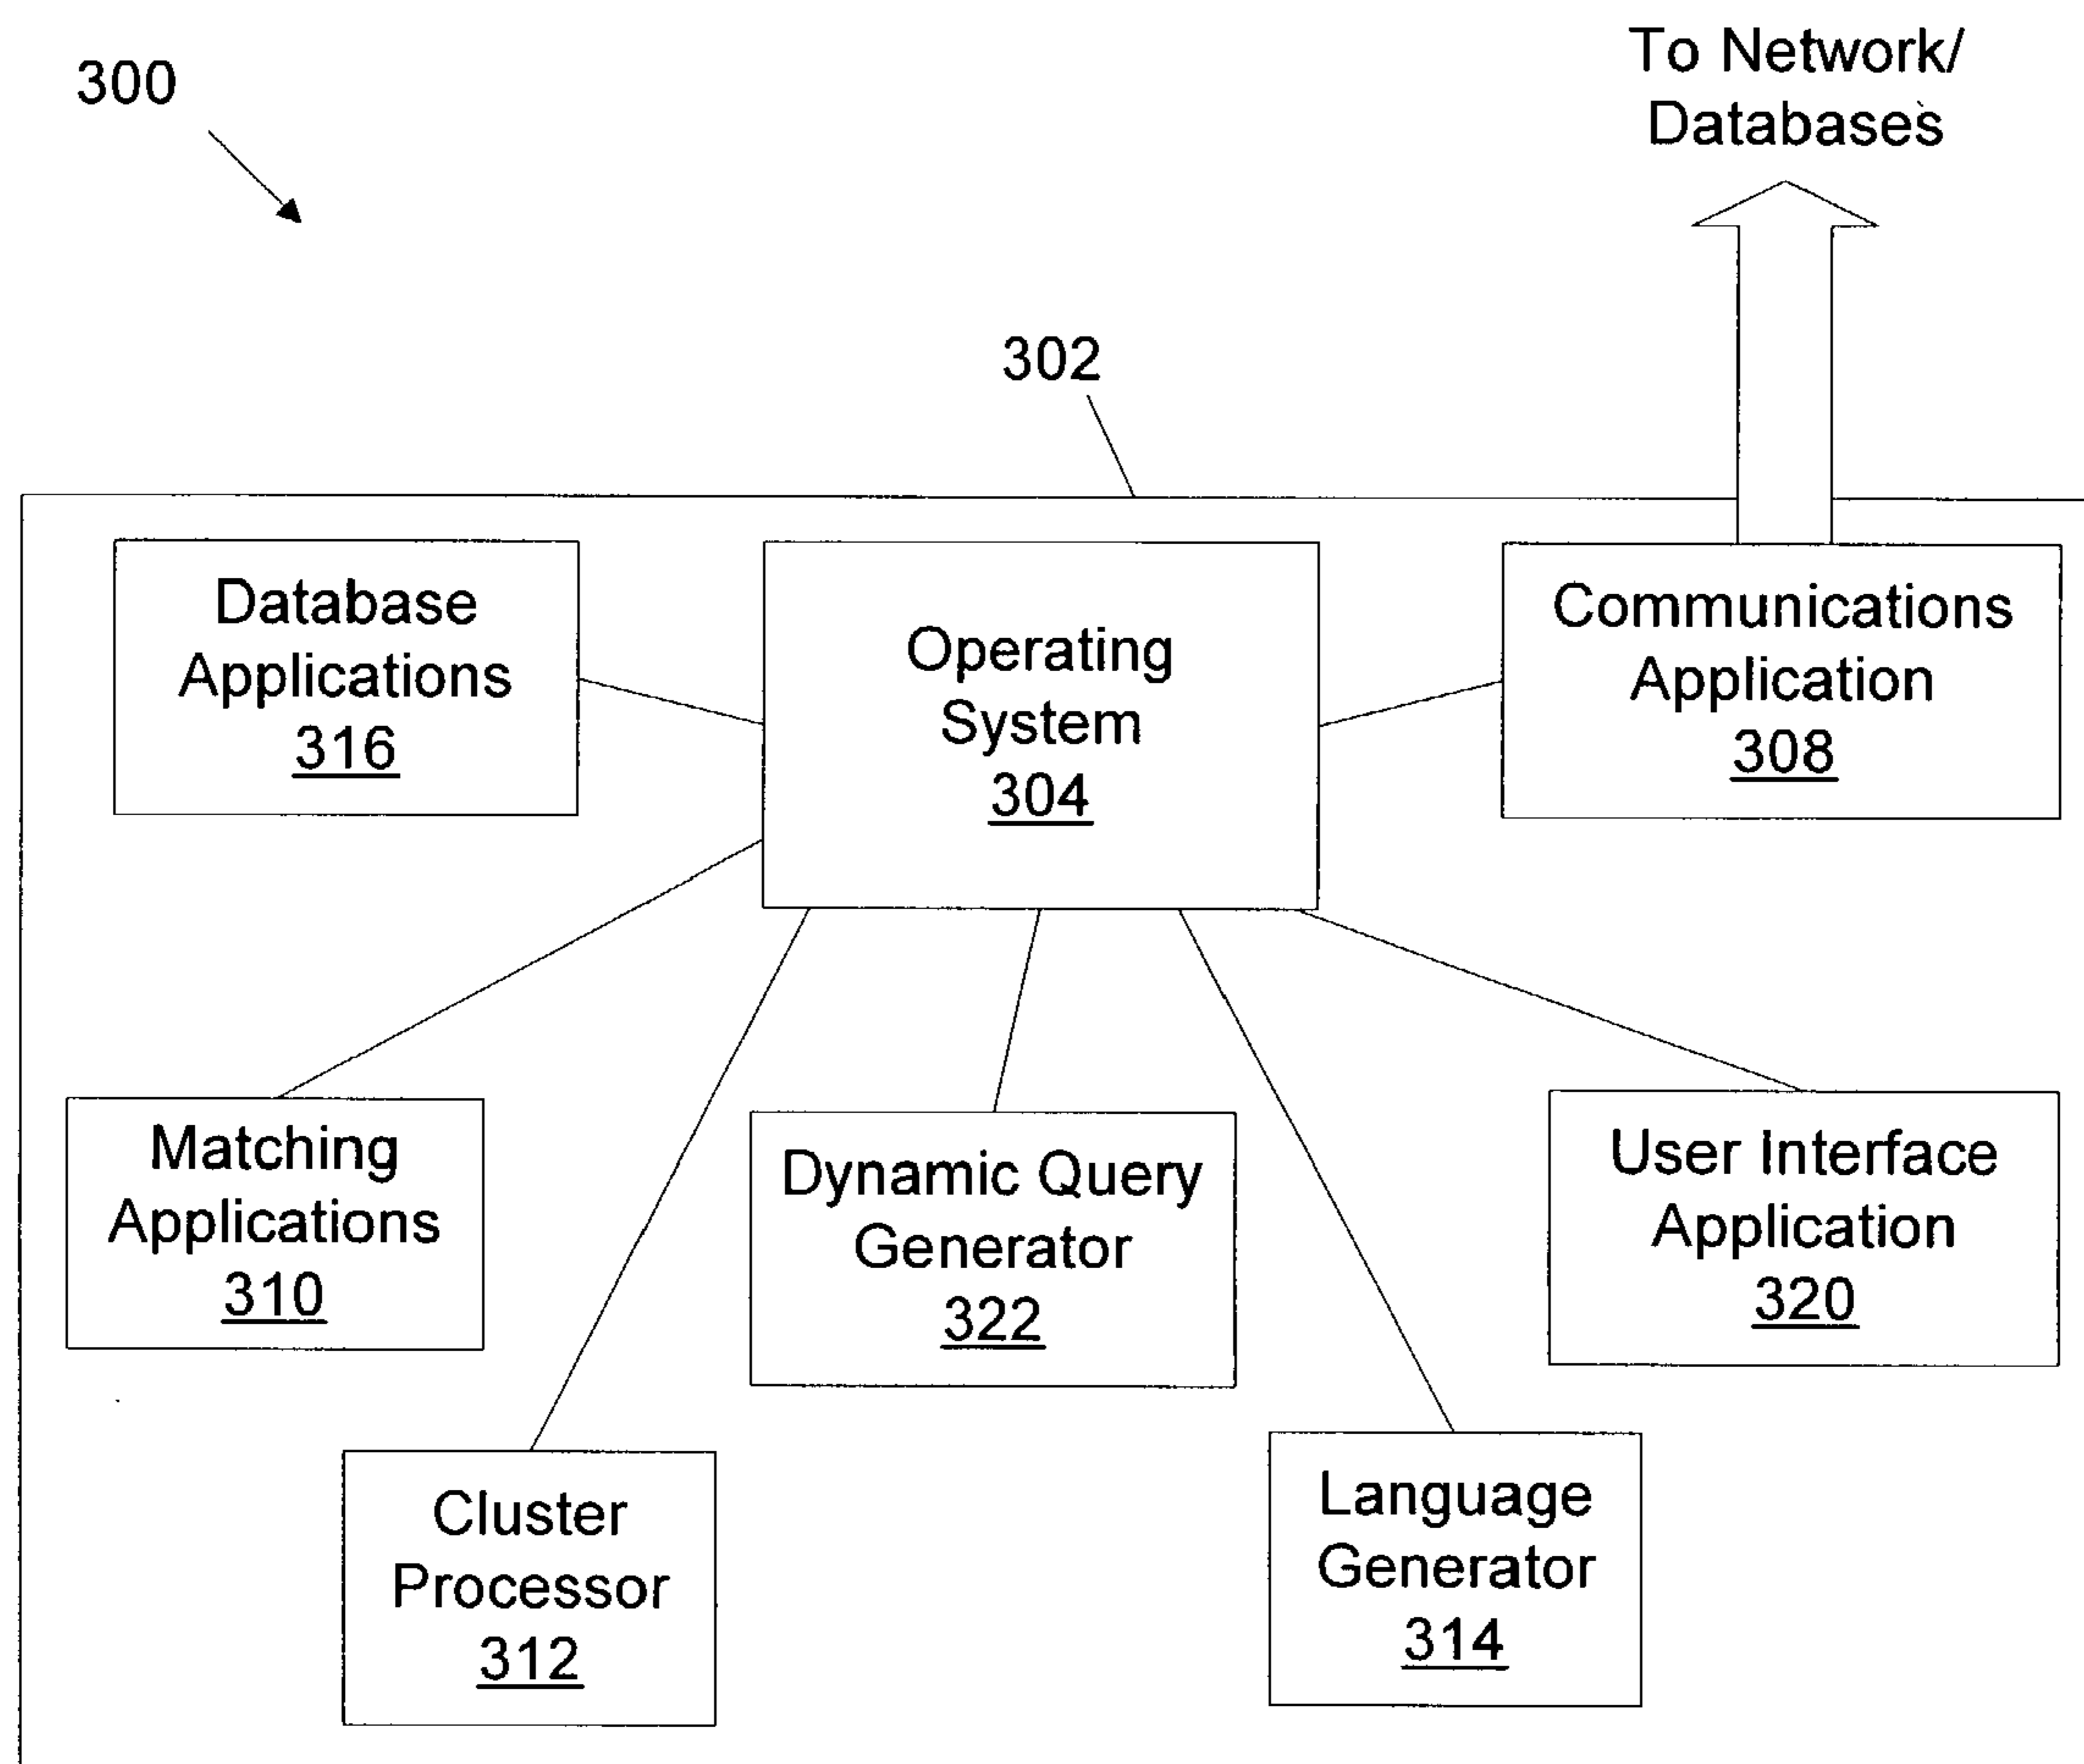 300
To Network/
Databases
302
Database
Applications
316
Operating
System
304
Communications
Application
308
Matching
Applications
310
Dynamic Query
Generator
322
User Interface
Application
320
Cluster
Processor
312
Language
Generator
314